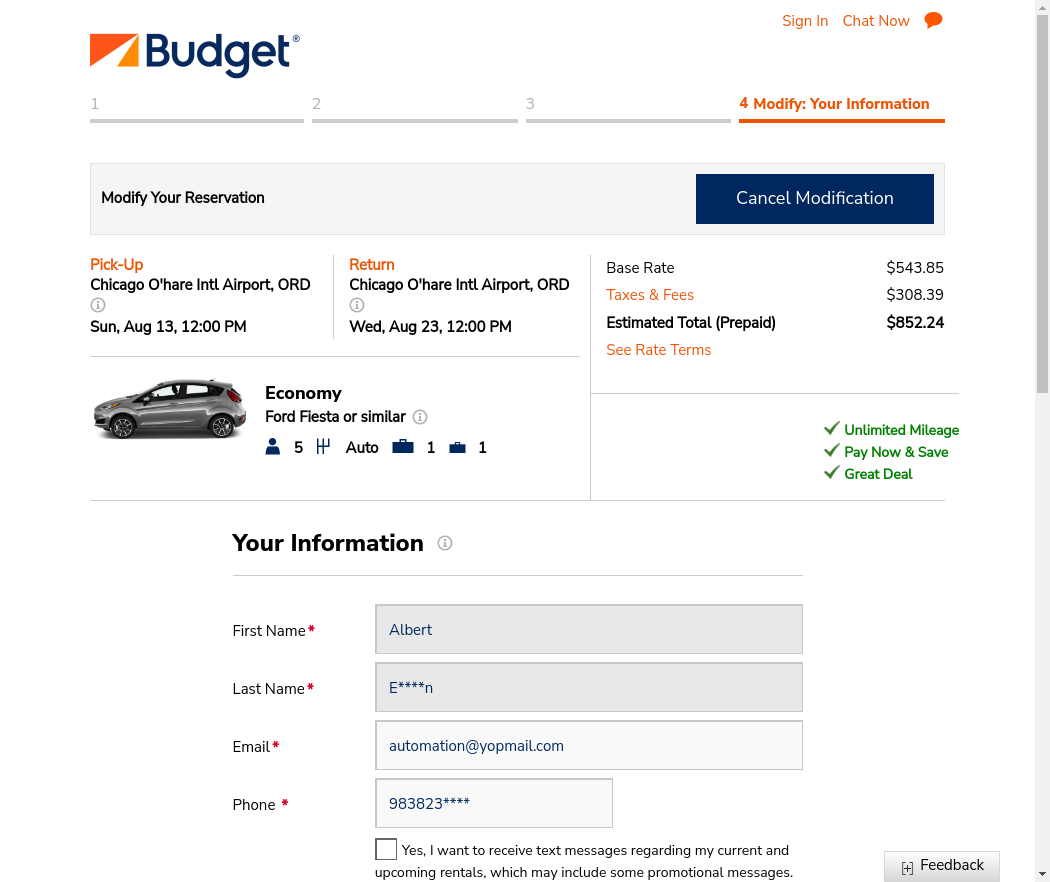 Sign In Chat Now
Budget®
1 2 3 4 Modify: Your Information
Modify Your Reservation Cancel Modification
Pick-Up
Chicago O'hare Intl Airport, ORD
Sun, Aug 13, 12:00 PM
Return
Chicago O'hare Intl Airport, ORD
Wed, Aug 23, 12:00 PM
Base Rate $543.85
Taxes & Fees $308.39
Estimated Total (Prepaid) $852.24
See Rate Terms
Economy
Ford Fiesta or similar
5 Auto 1 1
Unlimited Mileage
Pay Now & Save
Great Deal
Your Information
First Name* Albert
Last Name* E****n
Email* automation@yopmail.com
Phone * 983823****
Yes, I want to receive text messages regarding my current and
upcoming rentals, which may include some promotional messages.
[+] Feedback